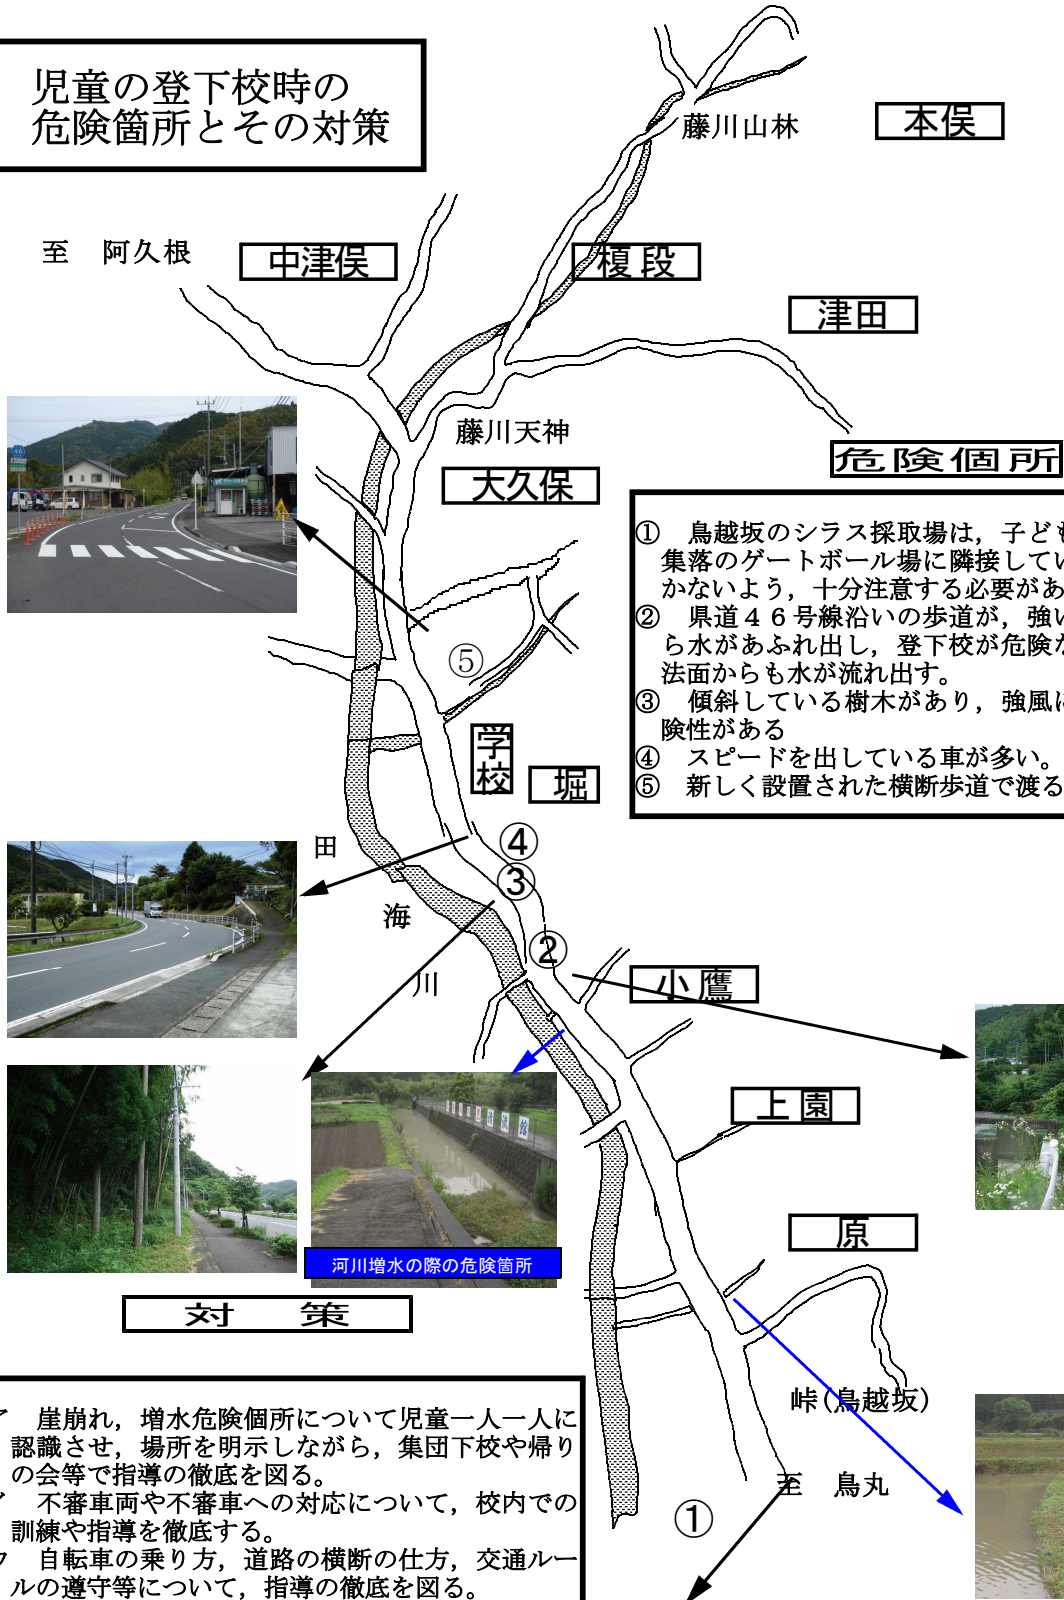 児童の登下校時の
危険箇所とその対策
藤川山林
本俣
至　阿久根
中津俣
榎段
津田
藤川天神
大久保
危険個所
①　鳥越坂のシラス採取場は，子ども
集落のゲートボール場に隣接してい
かないよう，十分注意する必要があ
②　県道４６号線沿いの歩道が，強い
ら水があふれ出し，登下校が危険な
法面からも水が流れ出す。
③　傾斜している樹木があり，強風に
険性がある
④　スピードを出している車が多い。
⑤　新しく設置された横断歩道で渡る
⑤
学校
堀
田
海
川
④
③
②
小鷹
上園
原
河川増水の際の危険箇所
対　策
峠(鳥越坂)
至　鳥丸
①
崖崩れ，増水危険個所について児童一人一人に
認識させ，場所を明示しながら，集団下校や帰り
の会等で指導の徹底を図る。
不審車両や不審車への対応について，校内での
訓練や指導を徹底する。
自転車の乗り方，道路の横断の仕方，交通ルー
ルの遵守等について，指導の徹底を図る。